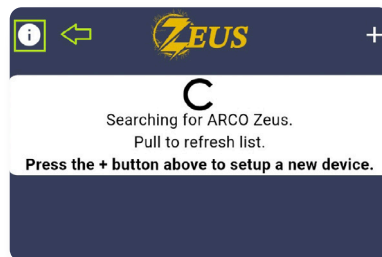 i
ZEUS
+
Searching for ARCO Zeus.
Pull to refresh list.
Press the + button above to setup a new device.